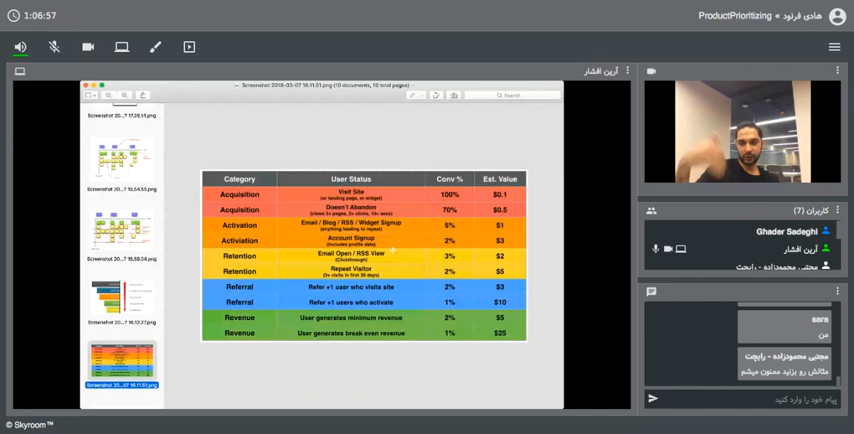 1:06:57
هادی فرنود » ProductPrioritizing
آرین افشار
Screenshot 2018-03-07 16.11.51.png (10 documents, 10 total pages)
Search
Screenshot 20...7 17.28.14.png
Screenshot 20...7 15.54.55.png
Screenshot 20...7 15.58.04.png
Screenshot 20...7 16.12.27.png
Screenshot 20...07 16.11.51.png
Category User Status Conv % Est. Value
Acquisition Visit Site (or landing page, or widget) 100% $0.1
Acquisition Doesn't Abandon (views 2+ pages, 2+ clicks, 10+ secs) 70% $0.5
Activation Email / Blog / RSS / Widget Signup (anything leading to repeat) 5% $1
Activiation Account Signup (includes profile data) 2% $3
Retention Email Open / RSS View (Clickthrough) 3% $2
Retention Repeat Visitor (3+ visits in first 30 days) 2% $5
Referral Refer +1 user who visits site 2% $3
Referral Refer +1 users who activate 1% $10
Revenue User generates minimum revenue 2% $5
Revenue User generates break even revenue 1% $25
کاربران (7)
Ghader Sadeghi
آرین افشار
مجتبی محمودزاده - رایچت
sara
من
مجتبی محمودزاده - رایچت
مثالش رو بزنید ممنون میشم
پیام خود را وارد کنید
© Skyroom™